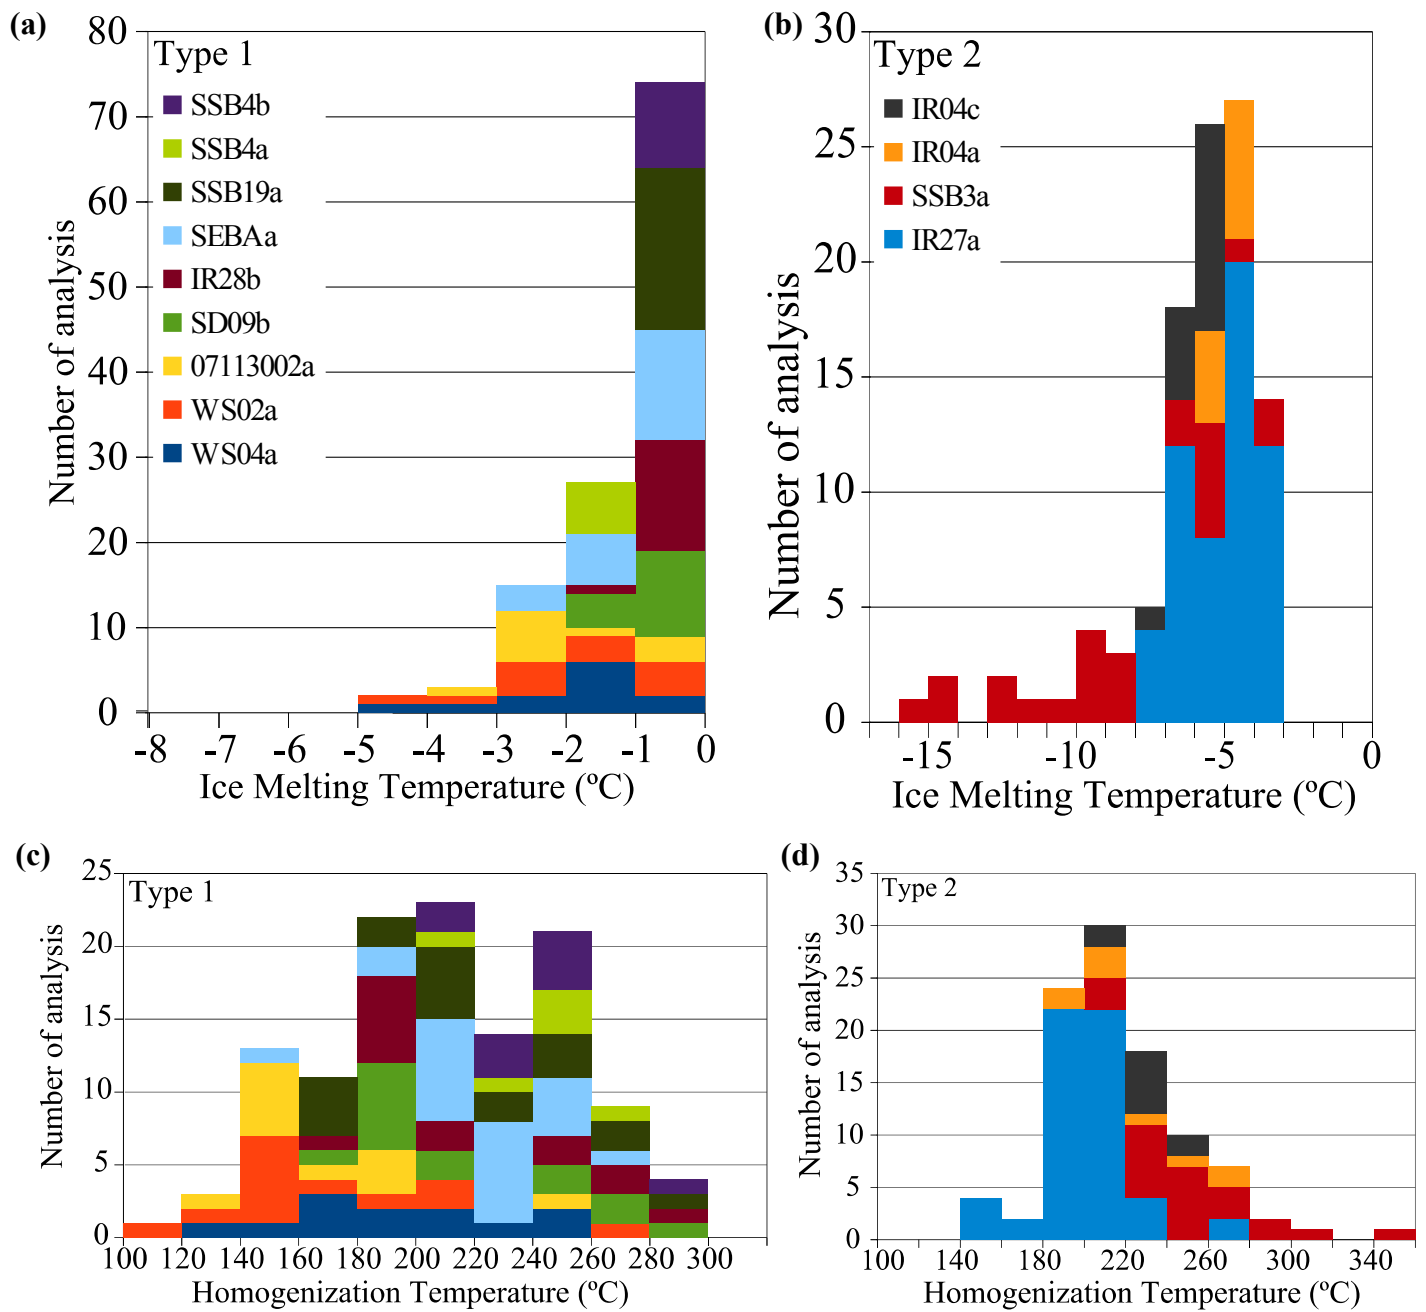 (a)
Type 1
SSB4b
SSB4a
SSB19a
SEBAa
IR28b
SD09b
07113002a
WS02a
WS04a
80
70
60
50
40
30
20
10
0
Number of analysis
-8 -7 -6 -5 -4 -3 -2 -1 0
Ice Melting Temperature (ºC)
(b)
Type 2
IR04c
IR04a
SSB3a
IR27a
30
25
20
15
10
5
0
Number of analysis
-15 -10 -5 0
Ice Melting Temperature (ºC)
(c)
Type 1
25
20
15
10
5
0
Number of analysis
100 120 140 160 180 200 220 240 260 280 300
Homogenization Temperature (ºC)
(d)
Type 2
35
30
25
20
15
10
5
0
Number of analysis
100 140 180 220 260 300 340
Homogenization Temperature (ºC)